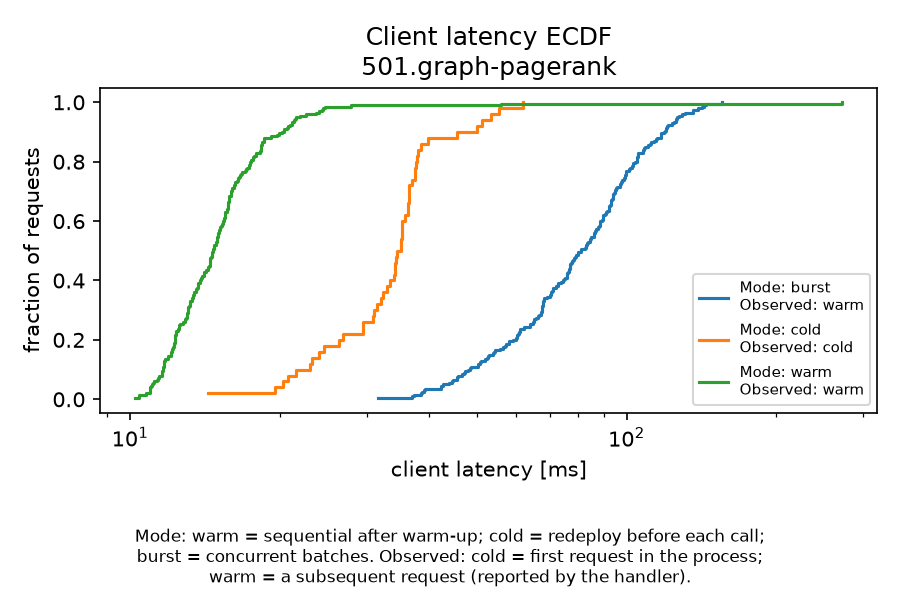 Client latency ECDF
501.graph-pagerank
fraction of requests
1.0
0.8
0.6
0.4
0.2
0.0
Mode: burst
Observed: warm
Mode: cold
Observed: cold
Mode: warm
Observed: warm
10¹
10²
client latency [ms]
Mode: warm = sequential after warm-up; cold = redeploy before each call;
burst = concurrent batches. Observed: cold = first request in the process;
warm = a subsequent request (reported by the handler).